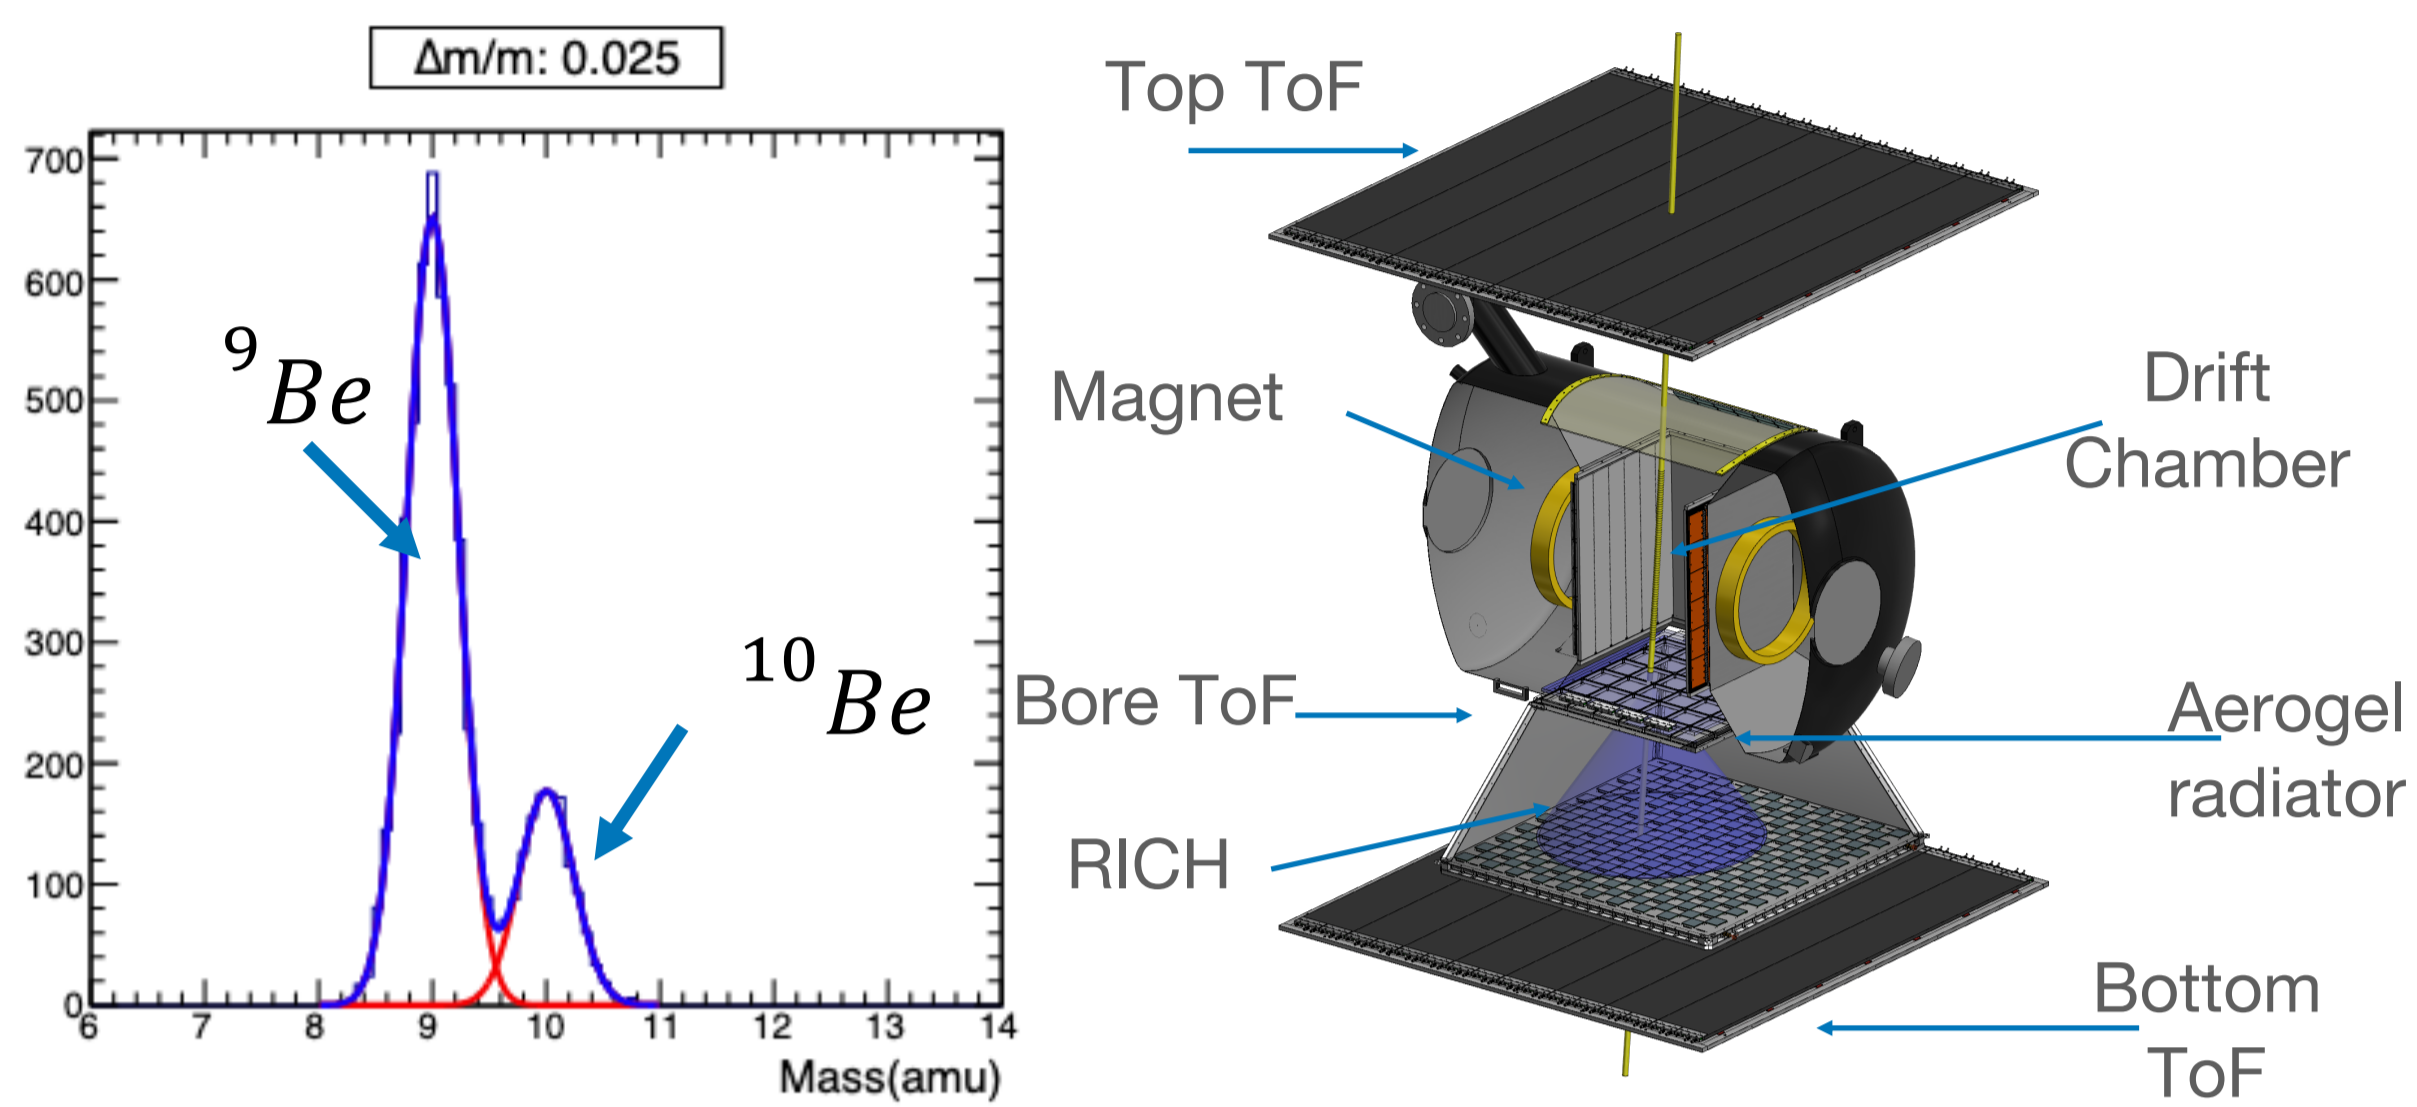 Δm/m: 0.025
700
600
500
400
300
200
100
0
6 7 8 9 10 11 12 13 14
Mass(amu)
⁹Be
¹⁰Be
Top ToF
Magnet
Drift
Chamber
Bore ToF
Aerogel
radiator
RICH
Bottom
ToF